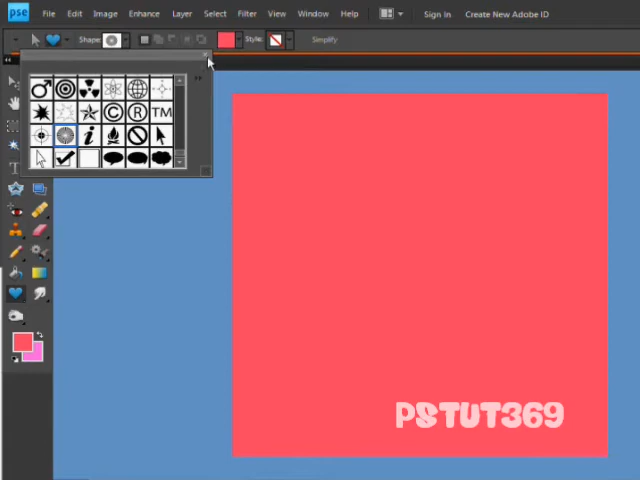 pse File Edit Image Enhance Layer Select Filter View Window Help Sign In Create New Adobe ID
Shape: Style: Simplify
© ® TM
i
T
PSTUT369